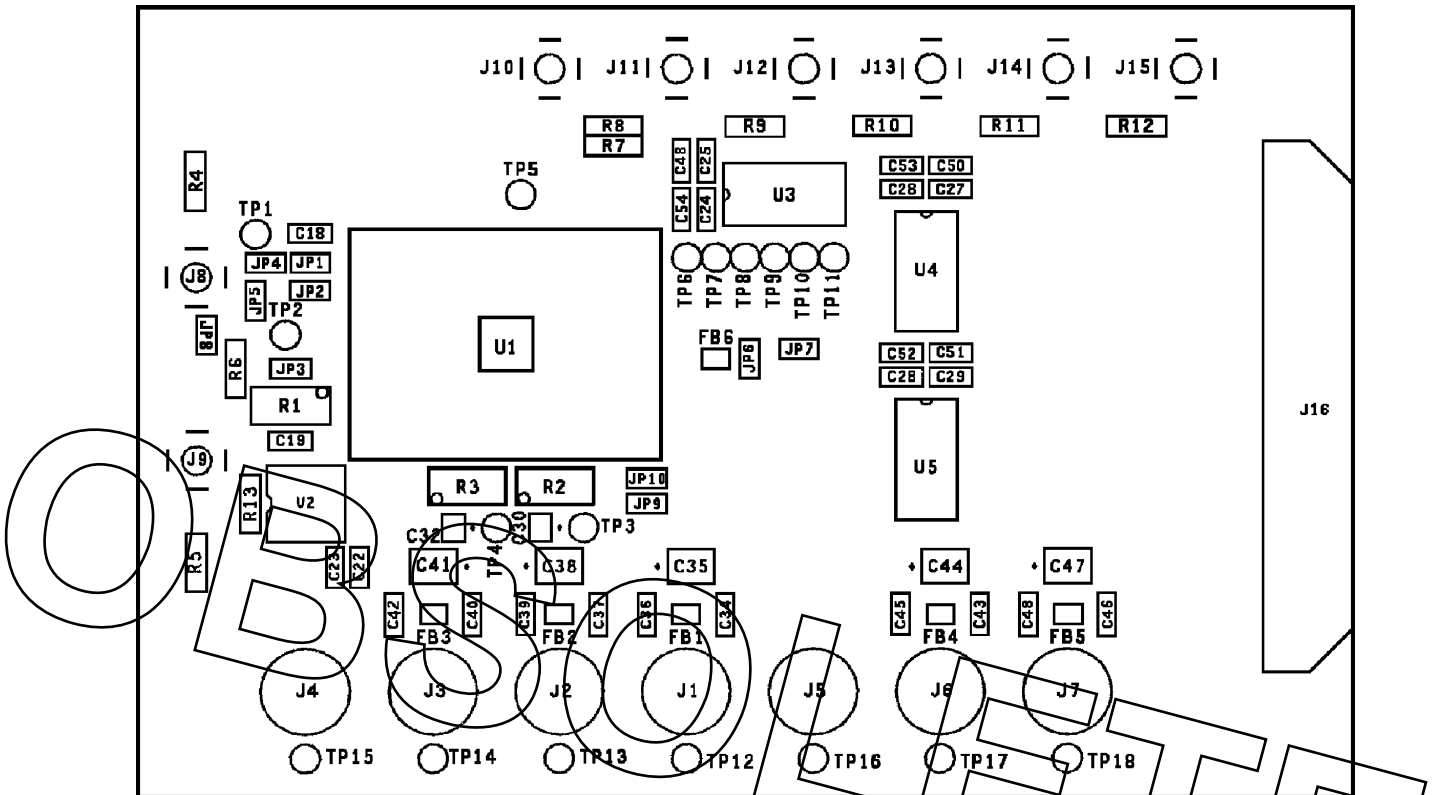 J10 J11 J12 J13 J14 J15
R8 R9 R10 R11 R12
R7
C48 C25
R4
TP5
C53 C50
C28 C27
U3
C54 C24
TP1
C18
JP4 JP1
J8
JP5
JP2
TP2
JP8
TP6 TP7 TP8 TP9 TP10 TP11
U4
U1
FB6
JP6
JP7
C52 C51
C28 C29
R6
JP3
R1
C19
J9
J16
R3 R2
JP10
JP9
U5
R13
U2
C32
C30
TP3
TP4
R5
C23 C22
C41 C38 C35 C44 C47
C42 C40 C39 C37 C36 C34 C45 C43 C48 C46
FB3 FB2 FB1 FB4 FB5
J4 J3 J2 J1 J5 J6 J7
TP15 TP14 TP13 TP12 TP16 TP17 TP18
OBSOLETE